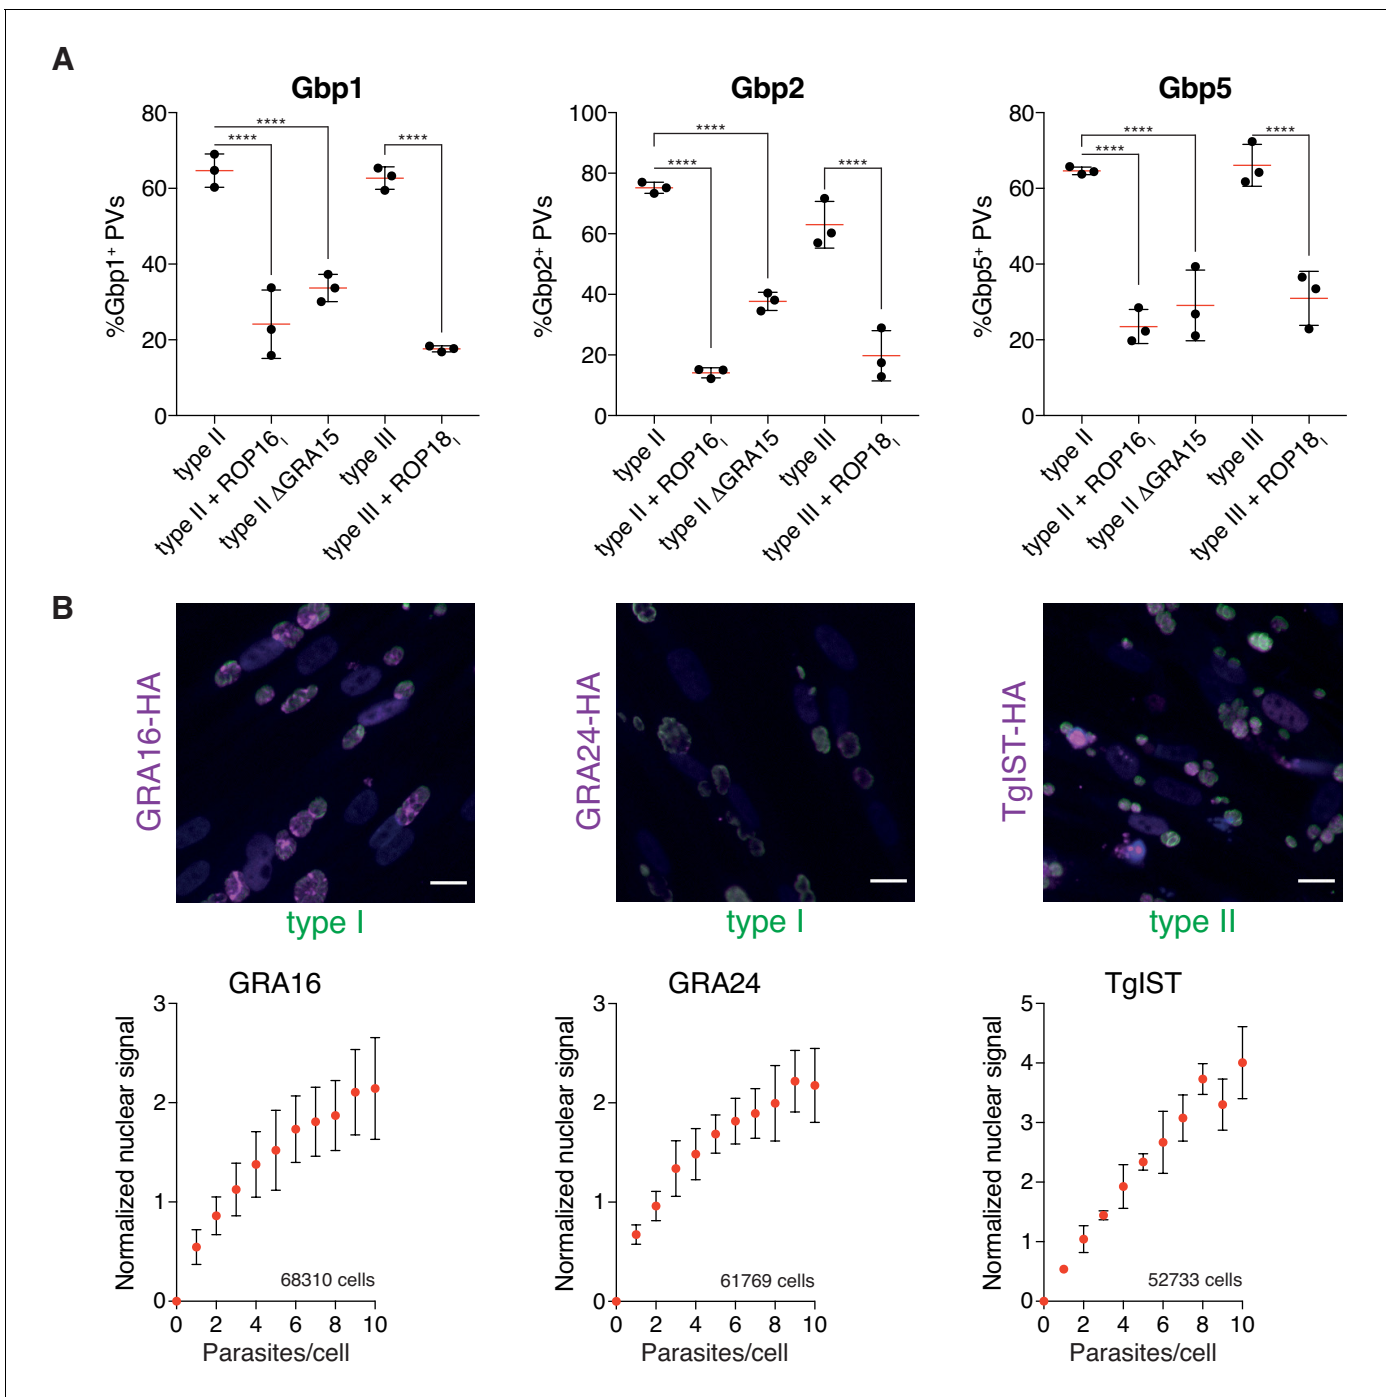 A
Gbp1
%Gbp1+ PVs
80
60
40
20
0
****
****
****
type II
type II + ROP16I
type II ΔGRA15
type III
type III + ROP18I
Gbp2
%Gbp2+ PVs
100
80
60
40
20
0
****
****
****
type II
type II + ROP16I
type II ΔGRA15
type III
type III + ROP18I
Gbp5
%Gbp5+ PVs
80
60
40
20
0
****
****
****
type II
type II + ROP16I
type II ΔGRA15
type III
type III + ROP18I
B
GRA16-HA
type I
GRA24-HA
type I
TgIST-HA
type II
GRA16
Normalized nuclear signal
3
2
1
0
68310 cells
0 2 4 6 8 10
Parasites/cell
GRA24
Normalized nuclear signal
3
2
1
0
61769 cells
0 2 4 6 8 10
Parasites/cell
TgIST
Normalized nuclear signal
5
4
3
2
1
0
52733 cells
0 2 4 6 8 10
Parasites/cell